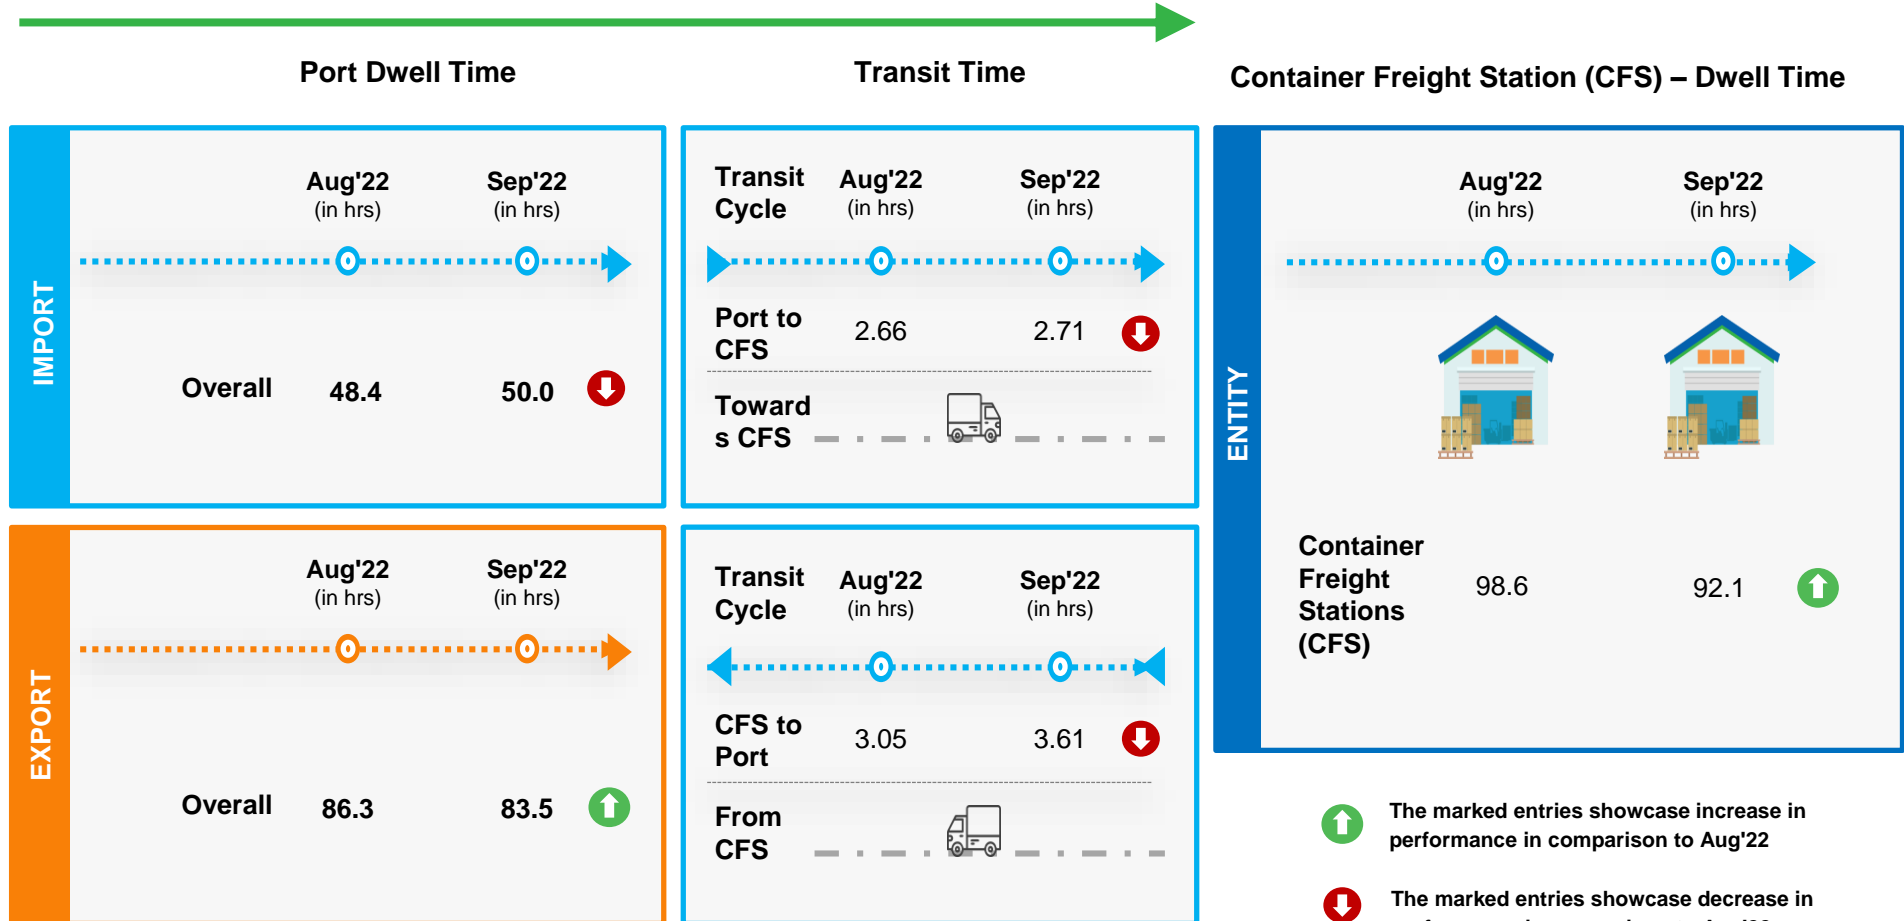 Port Dwell Time
Transit Time
Container Freight Station (CFS) – Dwell Time
IMPORT
Aug'22
(in hrs)
Sep'22
(in hrs)
Overall
48.4
50.0
Transit
Cycle
Aug'22
(in hrs)
Sep'22
(in hrs)
Port to
CFS
2.66
2.71
Toward
s CFS
EXPORT
Aug'22
(in hrs)
Sep'22
(in hrs)
Overall
86.3
83.5
Transit
Cycle
Aug'22
(in hrs)
Sep'22
(in hrs)
CFS to
Port
3.05
3.61
From
CFS
ENTITY
Aug'22
(in hrs)
Sep'22
(in hrs)
Container
Freight
Stations
(CFS)
98.6
92.1
The marked entries showcase increase in
performance in comparison to Aug'22
The marked entries showcase decrease in